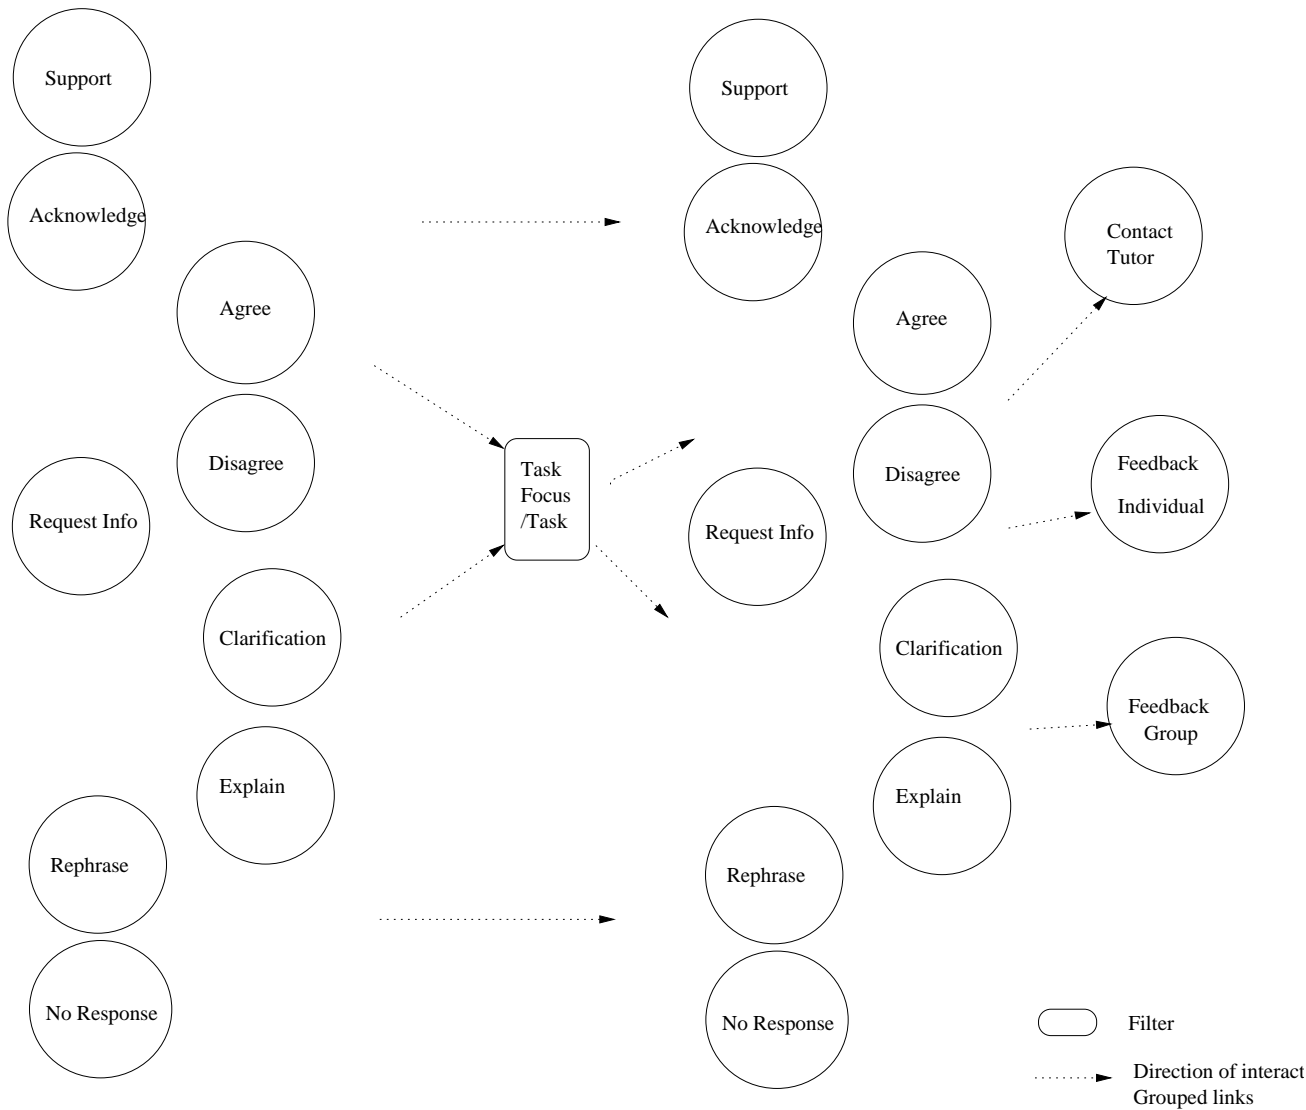 Support
Acknowledge
Agree
Disagree
Request Info
Clarification
Explain
Rephrase
No Response
Task
Focus
/Task
Support
Acknowledge
Agree
Disagree
Request Info
Clarification
Explain
Rephrase
No Response
Contact
Tutor
Feedback
Individual
Feedback
Group
Filter
Direction of interact
Grouped links